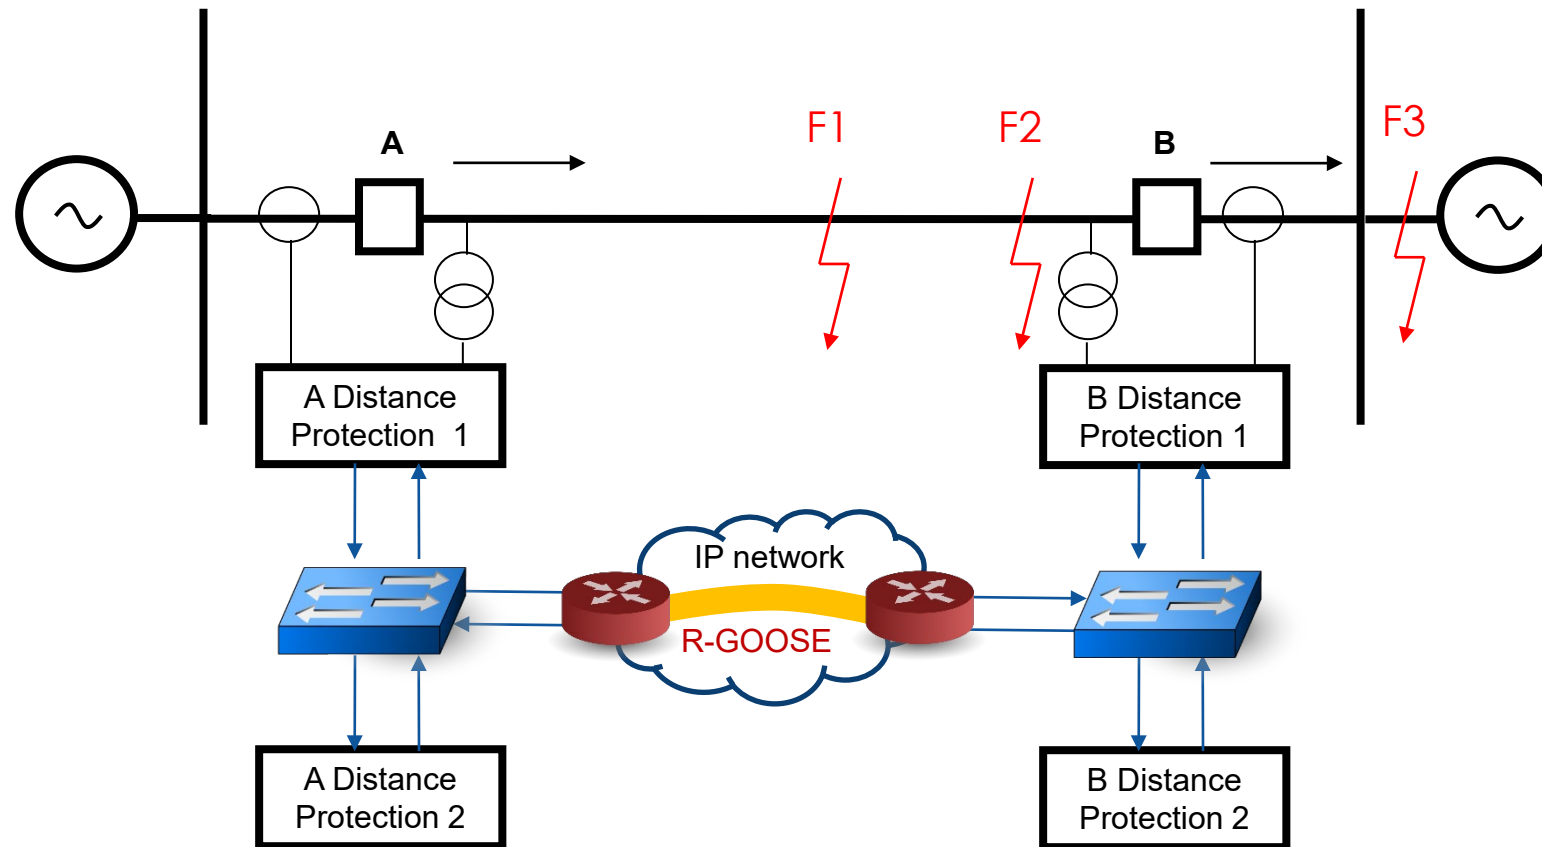 A
F1
F2
B
F3
A Distance
Protection 1
B Distance
Protection 1
IP network
R-GOOSE
A Distance
Protection 2
B Distance
Protection 2